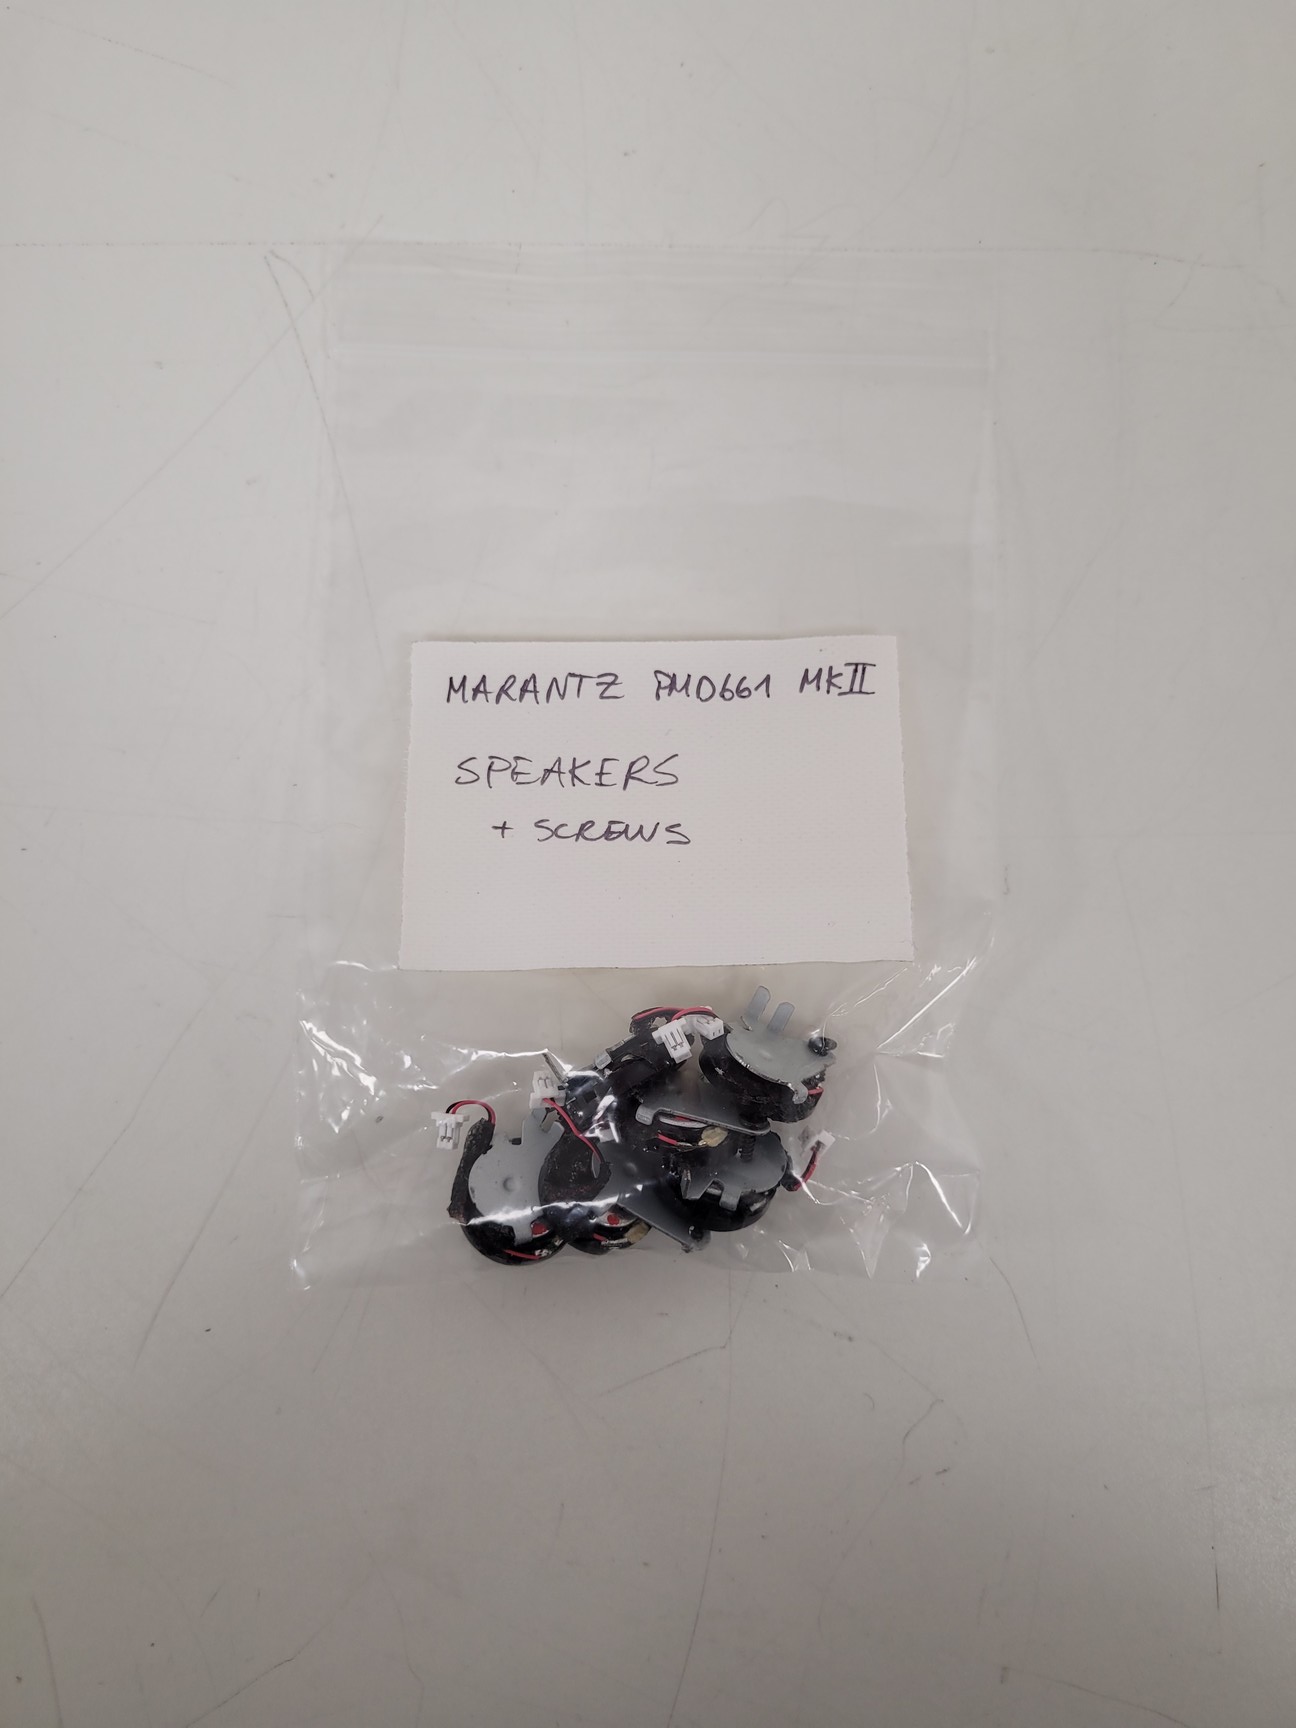 MARANTZ PMD661 MKII
SPEAKERS
+ SCREWS